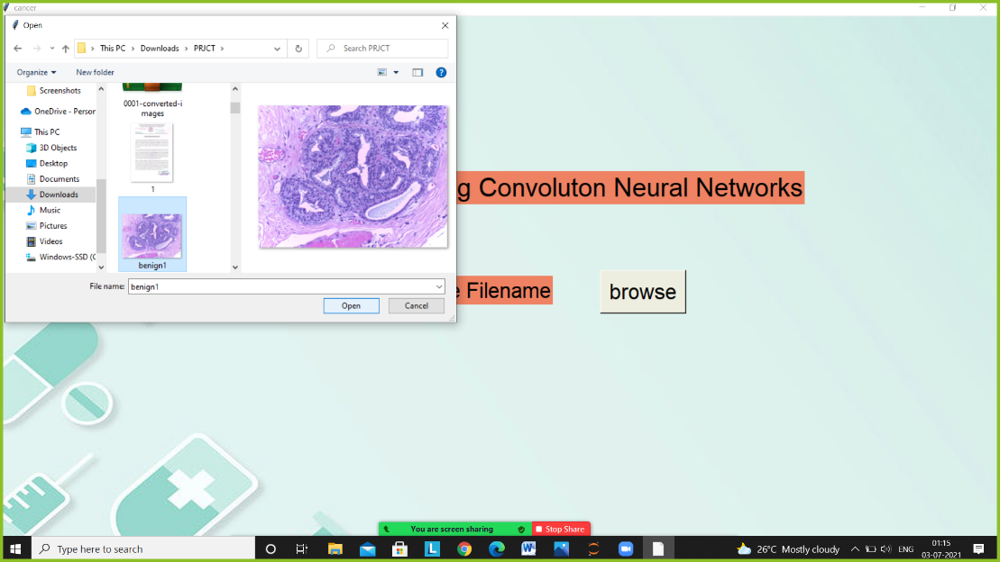 cancer
Open
This PC > Downloads > PRJCT >
Search PRJCT
Organize
New folder
Screenshots
OneDrive - Person
This PC
3D Objects
Desktop
Documents
Downloads
Music
Pictures
Videos
Windows-SSD (C
0001-converted-i
mages
1
benign1
File name:
benign1
Open
Cancel
g Convoluton Neural Networks
e Filename
browse
You are screen sharing
Stop Share
Type here to search
26°C Mostly cloudy
ENG
01:15
03-07-2021